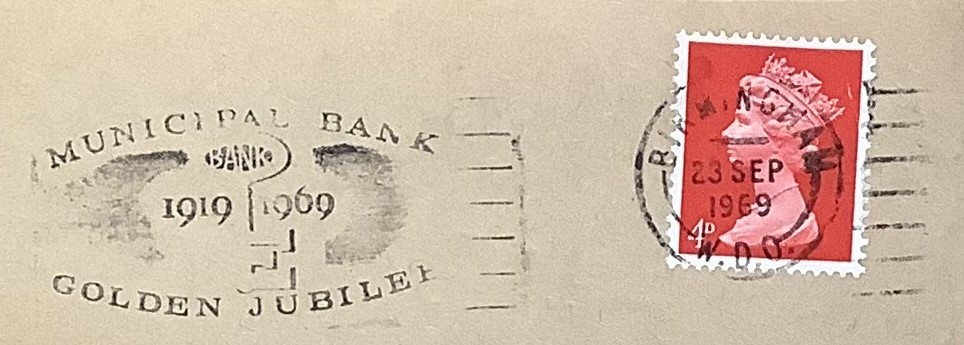 MUNICIPAL BANK
BANK
1919 1969
GOLDEN JUBILEE
BIRMINGHAM
23 SEP
1969
W.D.O.
4D